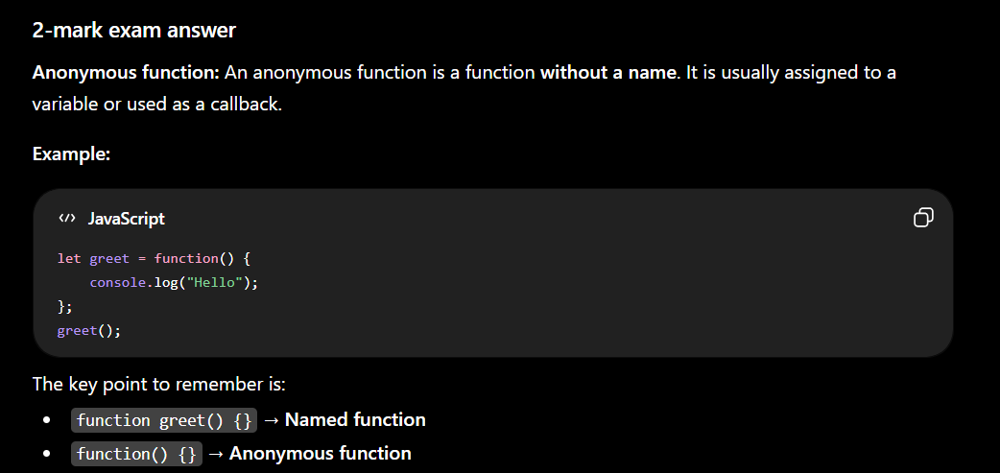 2-mark exam answer
Anonymous function: An anonymous function is a function without a name. It is usually assigned to a
variable or used as a callback.
Example:
JavaScript
let greet = function() {
    console.log("Hello");
};
greet();
The key point to remember is:
• function greet() {} → Named function
• function() {} → Anonymous function